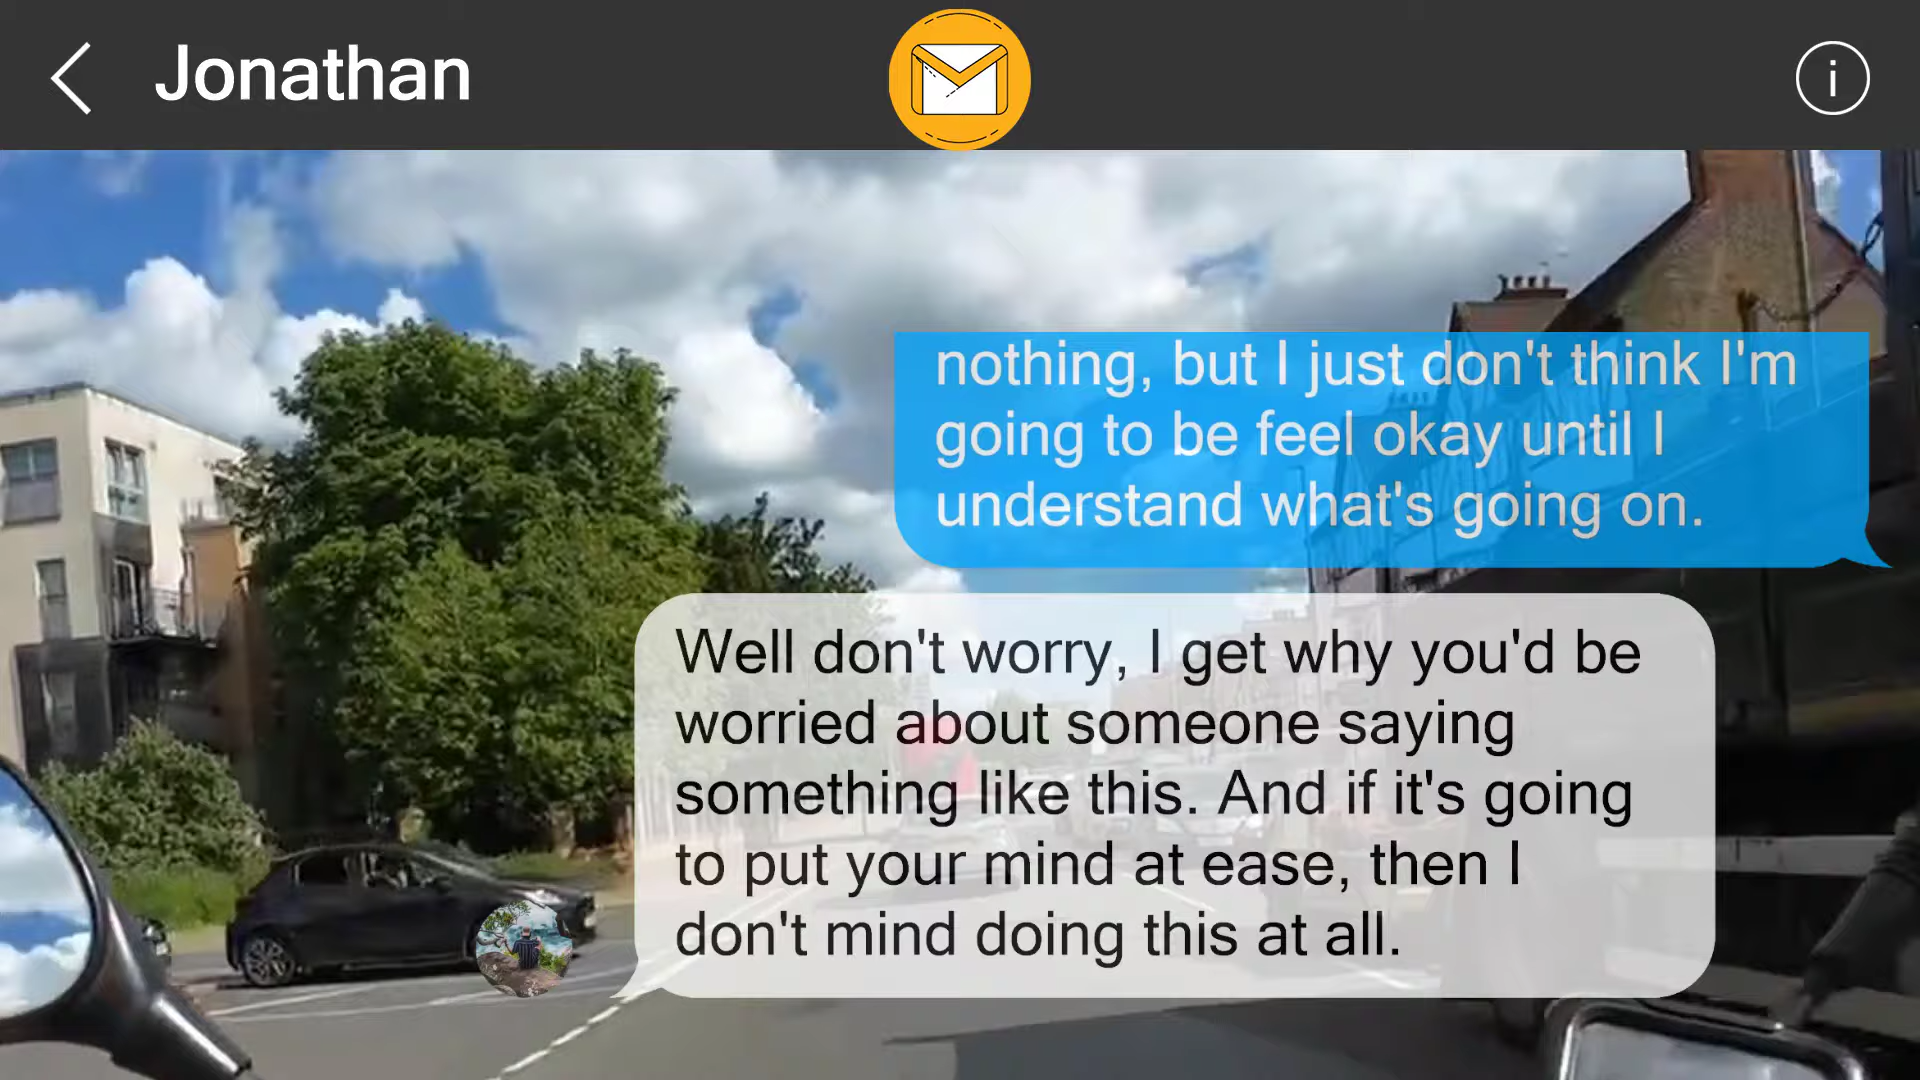 Jonathan
i
nothing, but I just don't think I'm
going to be feel okay until I
understand what's going on.
Well don't worry, I get why you'd be
worried about someone saying
something like this. And if it's going
to put your mind at ease, then I
don't mind doing this at all.